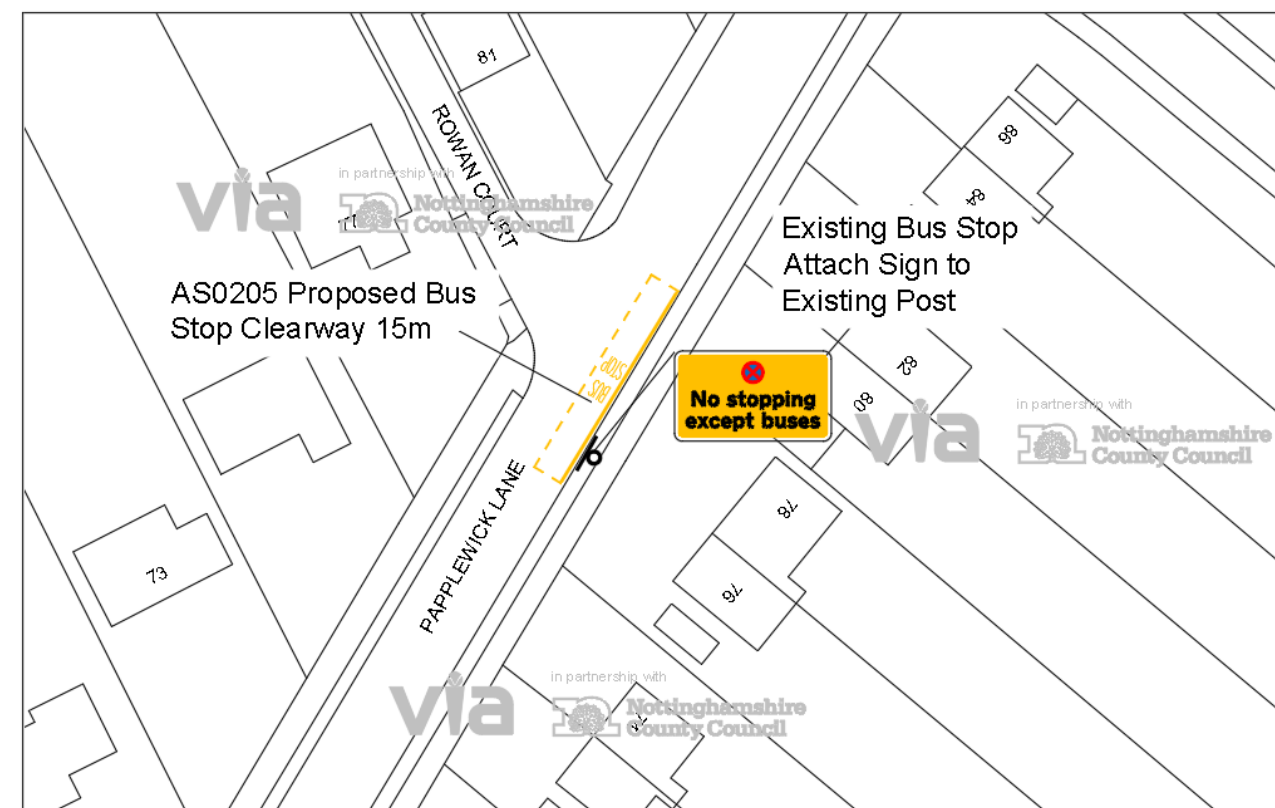 81
ROWAN COURT
86
84
via
in partnership with
Nottinghamshire
County Council
77
Existing Bus Stop
Attach Sign to
Existing Post
AS0205 Proposed Bus
Stop Clearway 15m
BUS
STOP
No stopping
except buses
82
80
via
in partnership with
Nottinghamshire
County Council
PAPPLEWICK LANE
78
76
73
via
in partnership with
Nottinghamshire
County Council
74